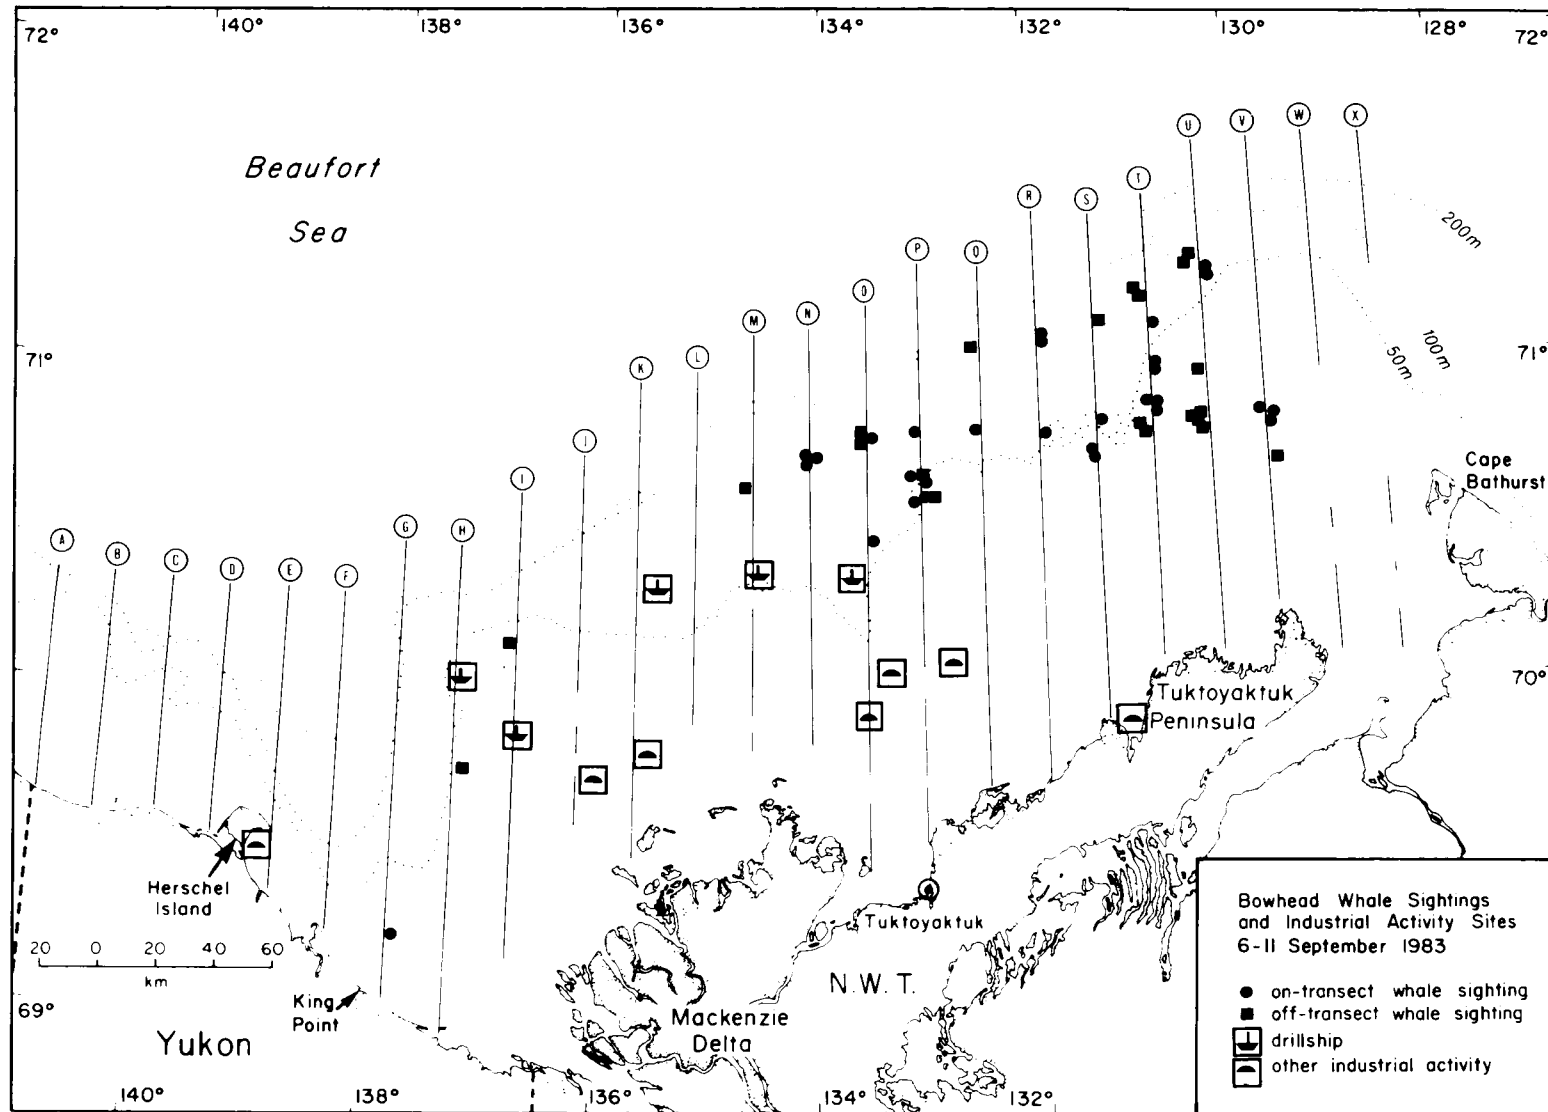 140°
138°
136°
134°
132°
130°
128°
72°
72°
Beaufort
Sea
A
B
C
D
E
F
G
H
I
J
K
L
M
N
O
P
Q
R
S
T
U
V
W
X
200m
100m
50m
71°
71°
Cape
Bathurst
70°
Tuktoyaktuk
Peninsula
Herschel
Island
Tuktoyaktuk
20 0 20 40 60
km
King
Point
N.W.T.
69°
Yukon
Mackenzie
Delta
140°
138°
136°
134°
132°
Bowhead Whale Sightings
and Industrial Activity Sites
6-11 September 1983
on-transect whale sighting
off-transect whale sighting
drillship
other industrial activity